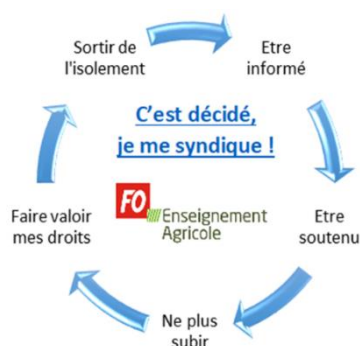 Sortir de
l'isolement
Etre
informé
C'est décidé,
je me syndique !
FO
Enseignement
Agricole
Faire valoir
mes droits
Etre
soutenu
Ne plus
subir